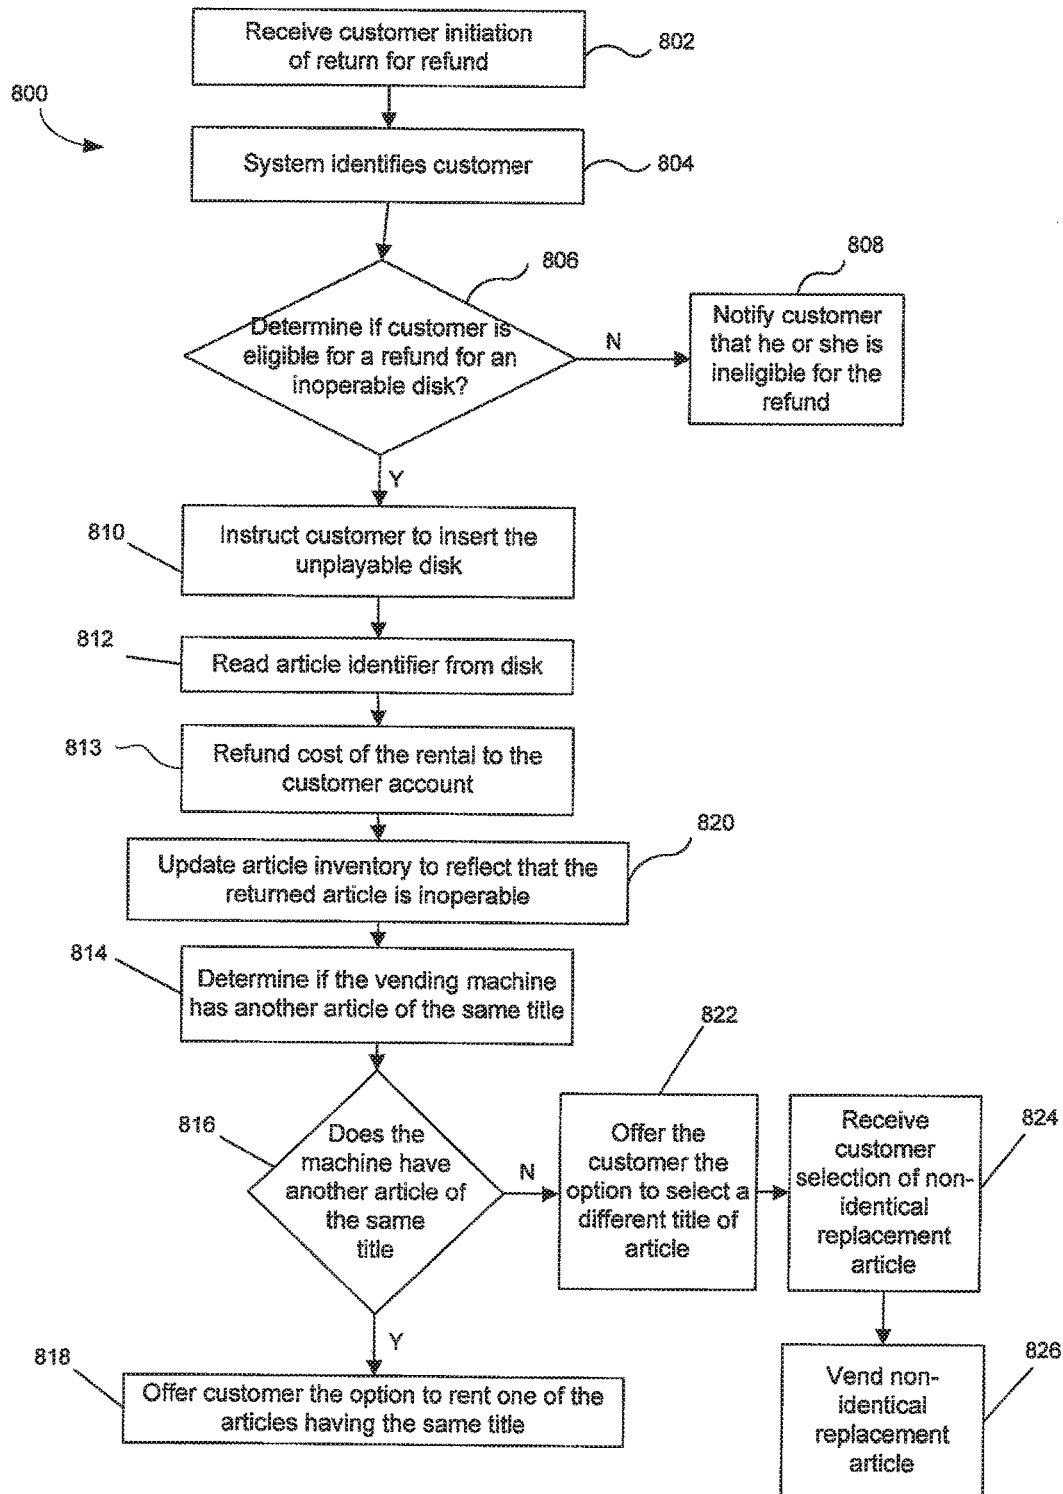 Receive customer initiation
of return for refund
802
800
System identifies customer
804
806
808
Determine if customer is
eligible for a refund for an
inoperable disk?
N
Notify customer
that he or she is
ineligible for the
refund
Y
810
Instruct customer to insert the
unplayable disk
812
Read article identifier from disk
813
Refund cost of the rental to the
customer account
820
Update article inventory to reflect that the
returned article is inoperable
814
Determine if the vending machine
has another article of the same title
822
816
Does the
machine have
another article of
the same
title
N
Offer the
customer the
option to select a
different title of
article
Receive
customer
selection of non-
identical
replacement
article
824
Y
818
Offer customer the option to rent one of the
articles having the same title
826
Vend non-
identical
replacement
article